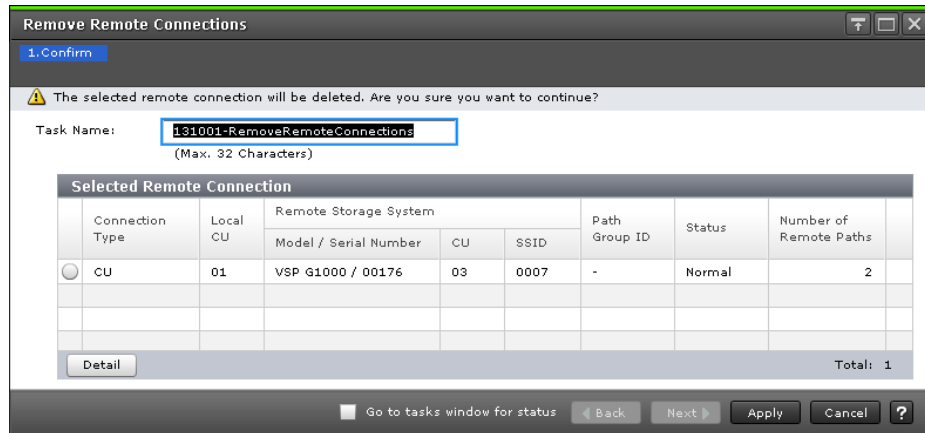 Remove Remote Connections
1.Confirm
The selected remote connection will be deleted. Are you sure you want to continue?
Task Name: 131001-RemoveRemoteConnections
(Max. 32 Characters)
Selected Remote Connection
Connection Type Local CU Remote Storage System Path Group ID Status Number of Remote Paths
Model / Serial Number CU SSID
CU 01 VSP G1000 / 00176 03 0007 - Normal 2
Detail Total: 1
Go to tasks window for status Back Next Apply Cancel ?